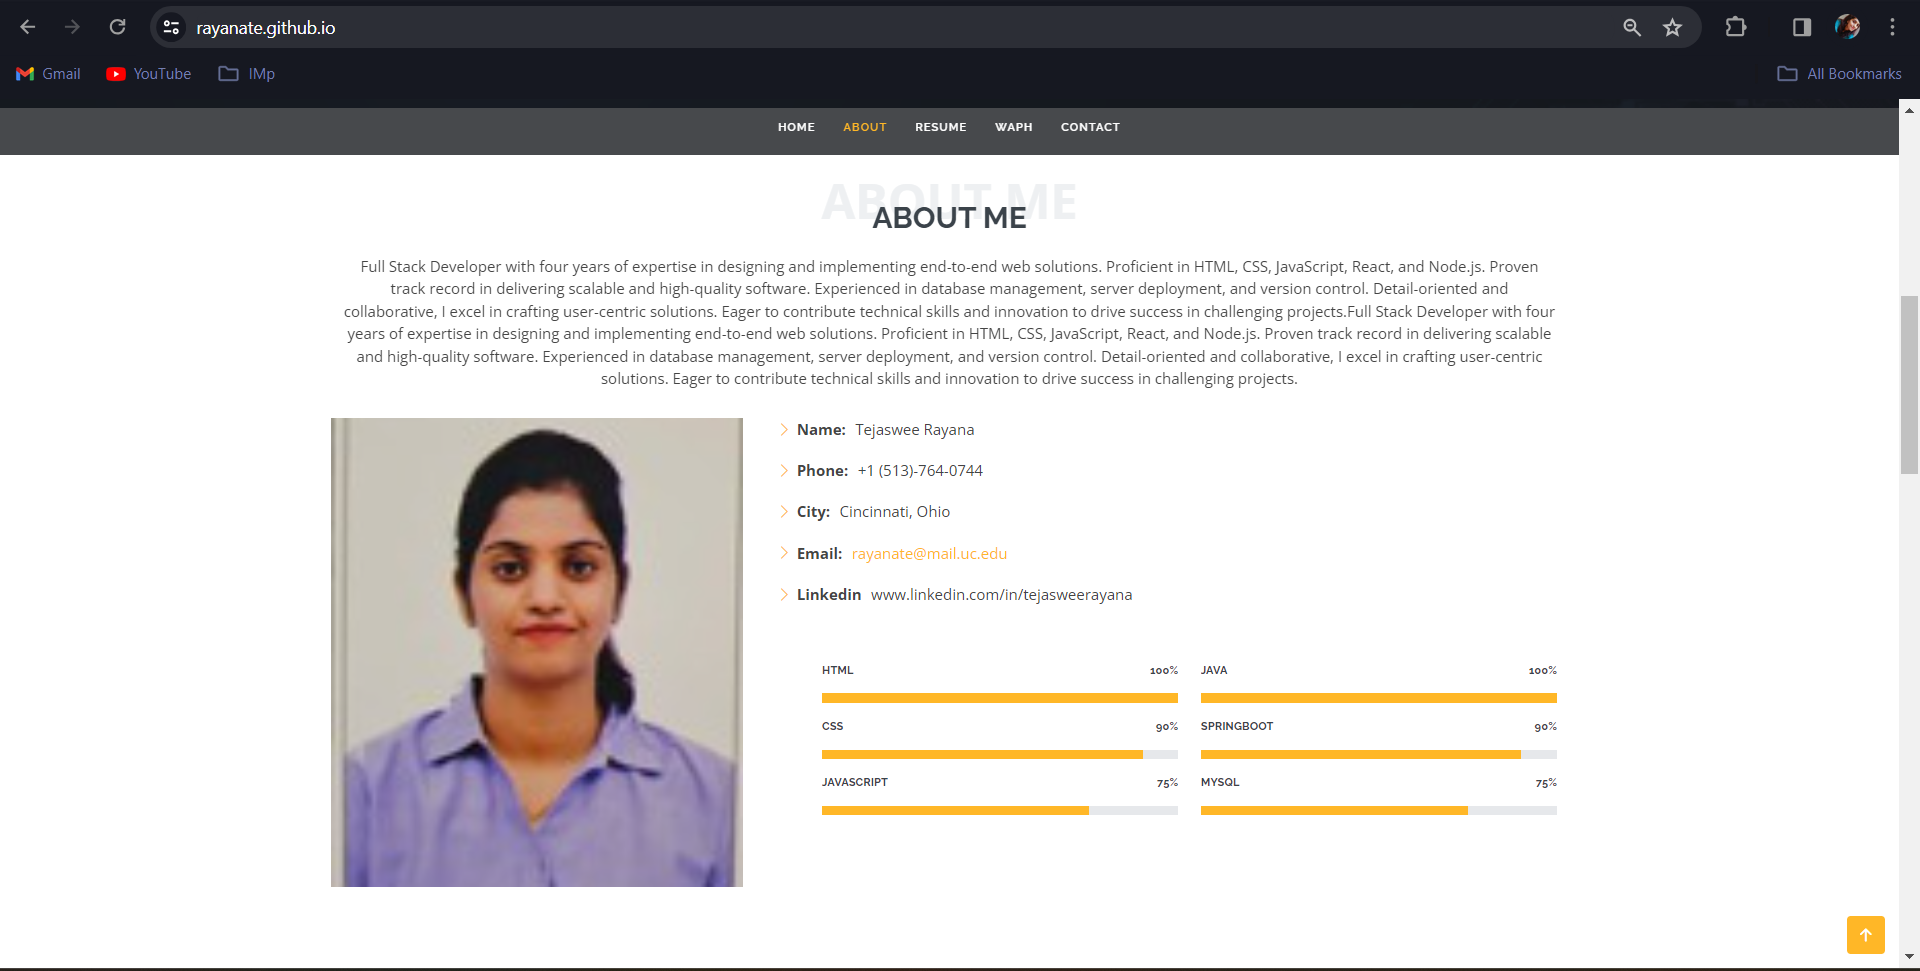 rayanate.github.io
Gmail YouTube IMp All Bookmarks
HOME ABOUT RESUME WAPH CONTACT
ABOUT ME
ABOUT ME
Full Stack Developer with four years of expertise in designing and implementing end-to-end web solutions. Proficient in HTML, CSS, JavaScript, React, and Node.js. Proven
track record in delivering scalable and high-quality software. Experienced in database management, server deployment, and version control. Detail-oriented and
collaborative, I excel in crafting user-centric solutions. Eager to contribute technical skills and innovation to drive success in challenging projects.Full Stack Developer with four
years of expertise in designing and implementing end-to-end web solutions. Proficient in HTML, CSS, JavaScript, React, and Node.js. Proven track record in delivering scalable
and high-quality software. Experienced in database management, server deployment, and version control. Detail-oriented and collaborative, I excel in crafting user-centric
solutions. Eager to contribute technical skills and innovation to drive success in challenging projects.
Name: Tejaswee Rayana
Phone: +1 (513)-764-0744
City: Cincinnati, Ohio
Email: rayanate@mail.uc.edu
Linkedin www.linkedin.com/in/tejasweerayana
HTML 100% JAVA 100%
CSS 90% SPRINGBOOT 90%
JAVASCRIPT 75% MYSQL 75%